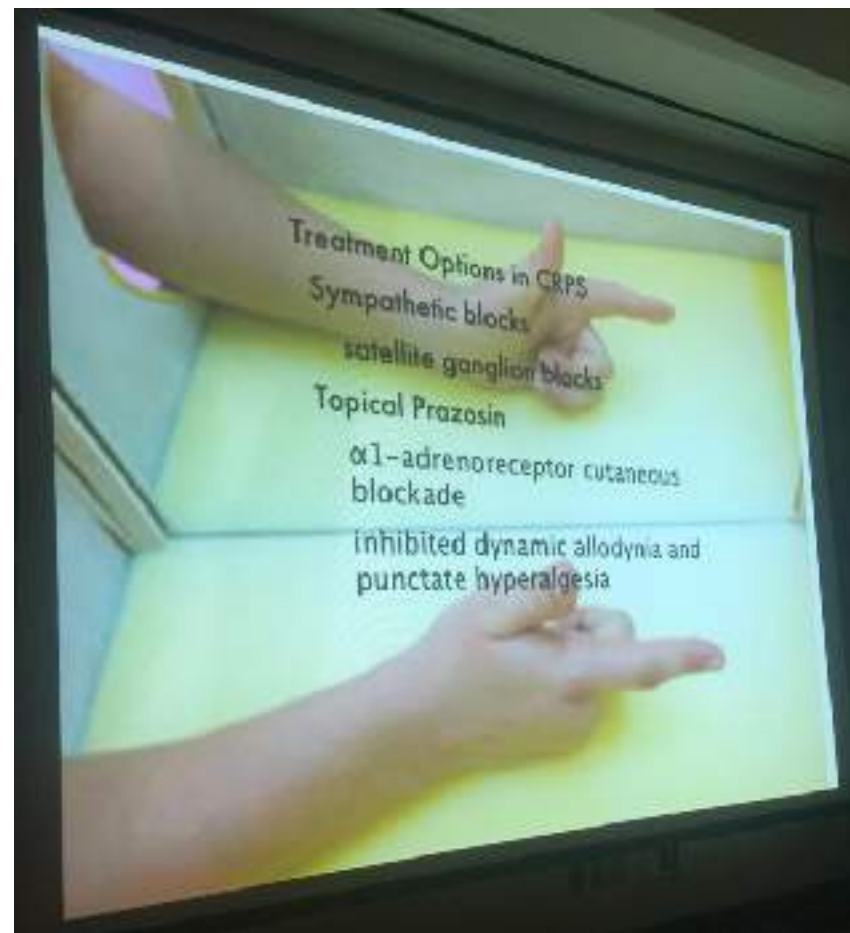 Treatment Options in CRPS
Sympathetic blocks
satellite ganglion blocks
Topical Prazosin
α1-adrenoreceptor cutaneous
blockade
inhibited dynamic allodynia and
punctate hyperalgesia